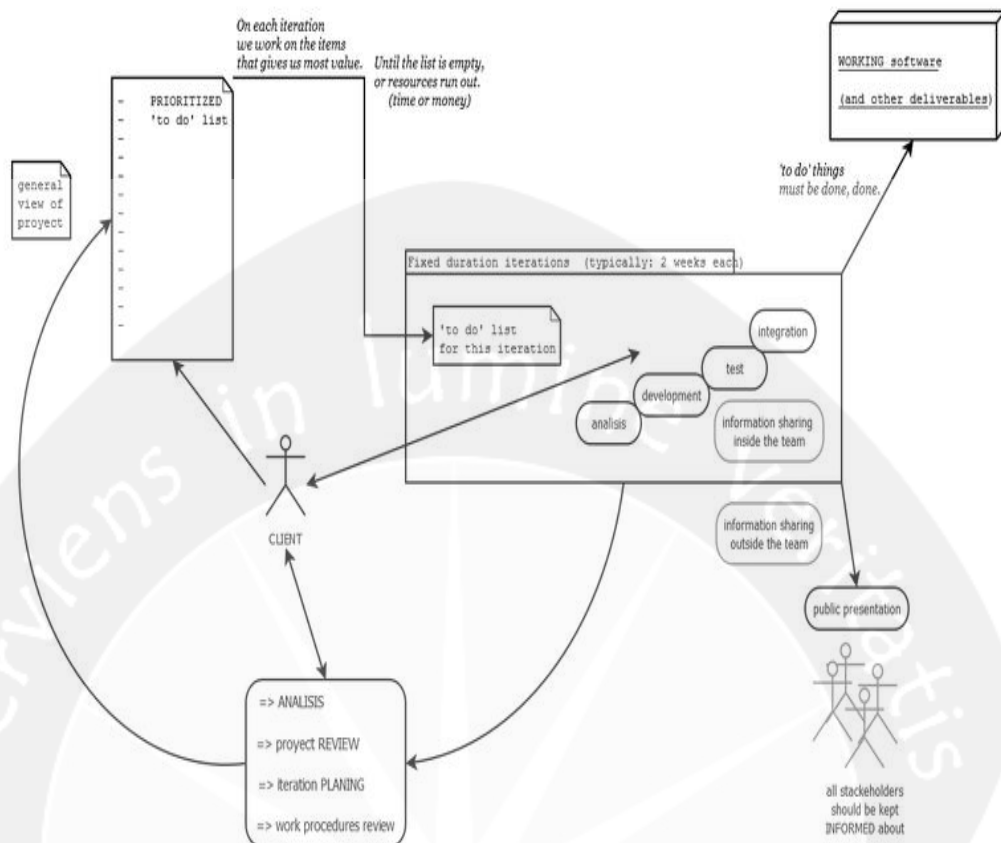 On each iteration
we work on the items
that gives us most value.
Until the list is empty,
or resources run out.
(time or money)
PRIORITIZED
'to do' list
general
view of
proyect
WORKING software
(and other deliverables)
'to do' things
must be done, done.
Fixed duration iterations (typically: 2 weeks each)
'to do' list
for this iteration
integration
test
development
analisis
information sharing
inside the team
CLIENT
information sharing
outside the team
public presentation
=> ANALISIS
=> proyect REVIEW
=> iteration PLANING
=> work procedures review
all stackeholders
should be kept
INFORMED about
serviens in lumine veritatis